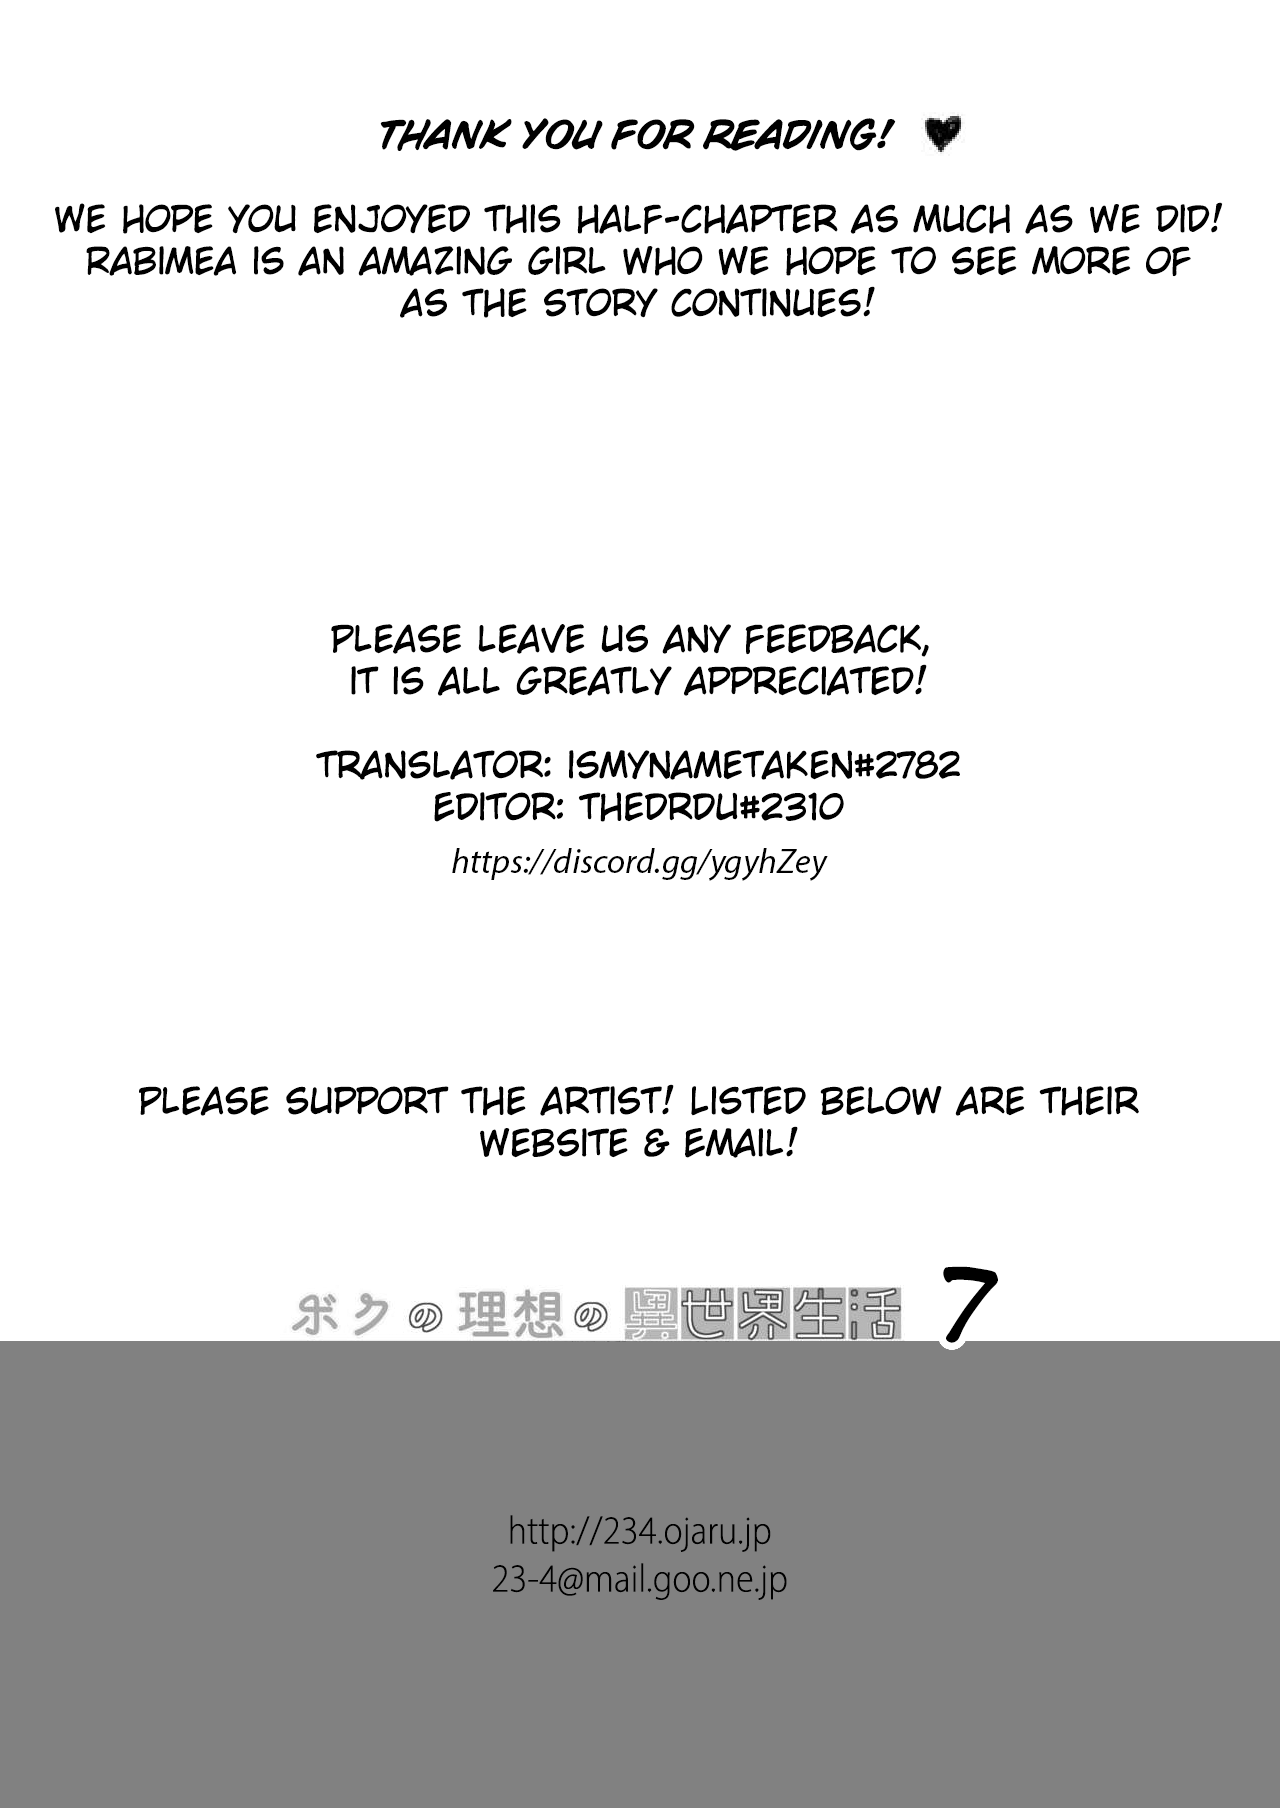 THANK YOU FOR READING! ♥
WE HOPE YOU ENJOYED THIS HALF-CHAPTER AS MUCH AS WE DID!
RABIMEA IS AN AMAZING GIRL WHO WE HOPE TO SEE MORE OF
AS THE STORY CONTINUES!
PLEASE LEAVE US ANY FEEDBACK,
IT IS ALL GREATLY APPRECIATED!
TRANSLATOR: ISMYNAMETAKEN#2782
EDITOR: THEDRDU#2310
https://discord.gg/ygyhZey
PLEASE SUPPORT THE ARTIST! LISTED BELOW ARE THEIR
WEBSITE & EMAIL!
ボクの理想の異世界生活 7
http://234.ojaru.jp
23-4@mail.goo.ne.jp